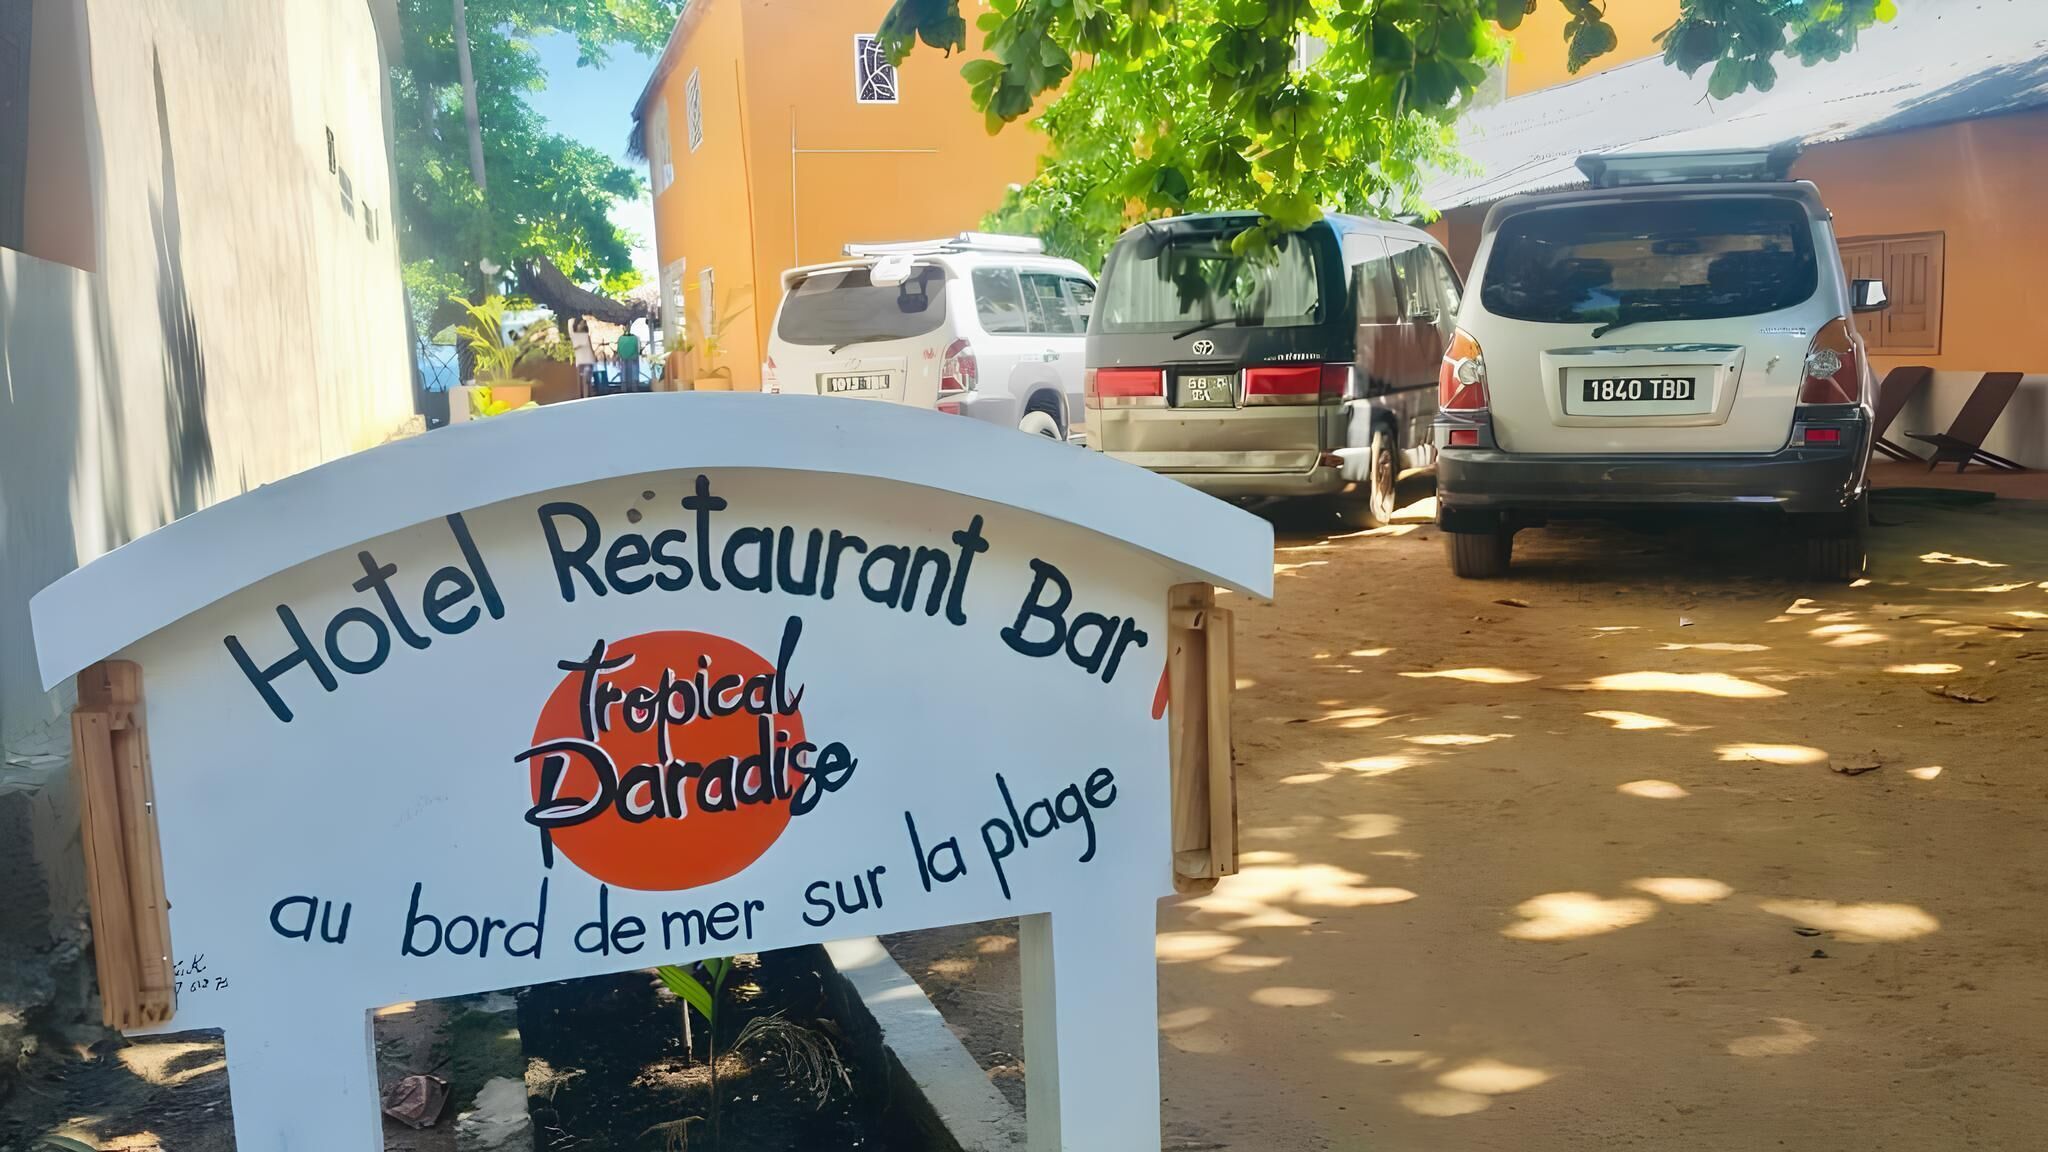 Hotel Restaurant Bar
Tropical
Paradise
au bord de mer sur la plage
1840 TBD